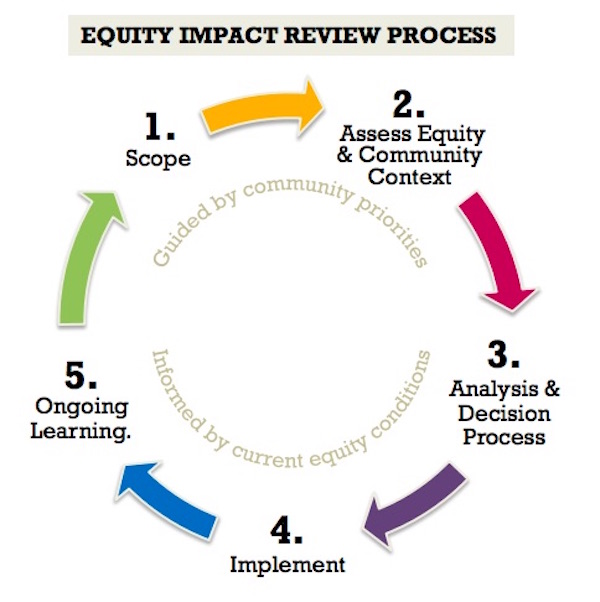 EQUITY IMPACT REVIEW PROCESS
1.
Scope
2.
Assess Equity
& Community
Context
Guided by community priorities
3.
Analysis &
Decision
Process
Informed by current equity conditions
4.
Implement
5.
Ongoing
Learning.